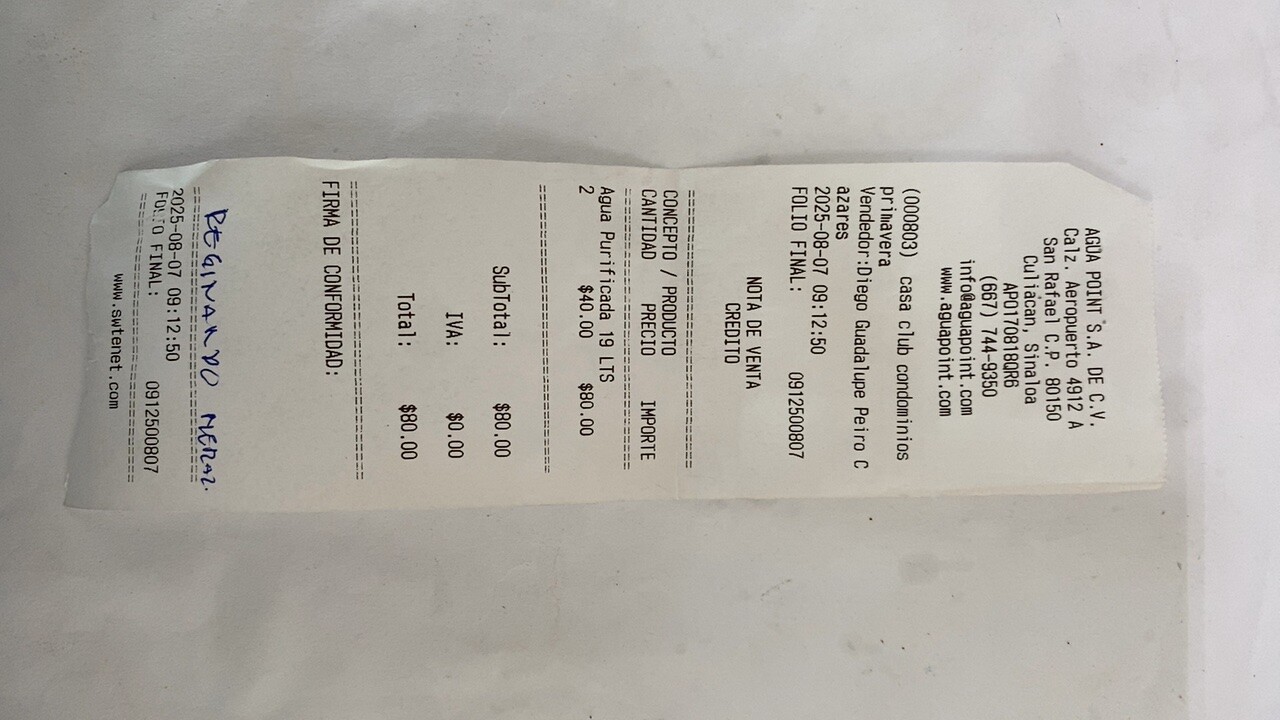 AGUA POINT S.A. DE C.V.
Calz. Aeropuerto 4912 A
San Rafael C.P. 80150
Culiacan, Sinaloa
APO170818QR6
(667) 744-9350
info@aguapoint.com
www.aguapoint.com
(000803) casa club condominios
primavera
Vendedor:Diego Guadalupe Peiro C
azares
2025-08-07 09:12:50
FOLIO FINAL: 0912500807
NOTA DE VENTA
CREDITO
================================
CONCEPTO / PRODUCTO
CANTIDAD PRECIO IMPORTE
================================
Agua Purificada 19 LTS
2 $40.00 $80.00
================================
SubTotal: $80.00
IVA: $0.00
Total: $80.00
================================
FIRMA DE CONFORMIDAD:
REGINALDO MERAZ.
================================
2025-08-07 09:12:50
FOLIO FINAL: 0912500807
================================
www.swtenet.com